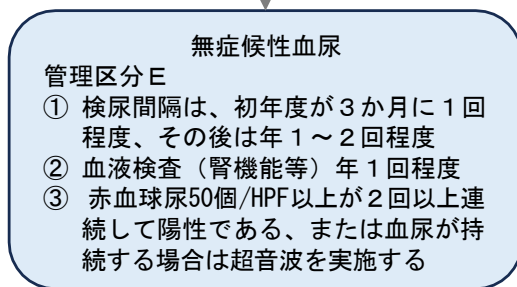 無症候性血尿
管理区分E
① 検尿間隔は、初年度が３か月に１回
程度、その後は年１～２回程度
② 血液検査（腎機能等）年１回程度
③ 赤血球尿50個/HPF以上が２回以上連
続して陽性である、または血尿が持
続する場合は超音波を実施する